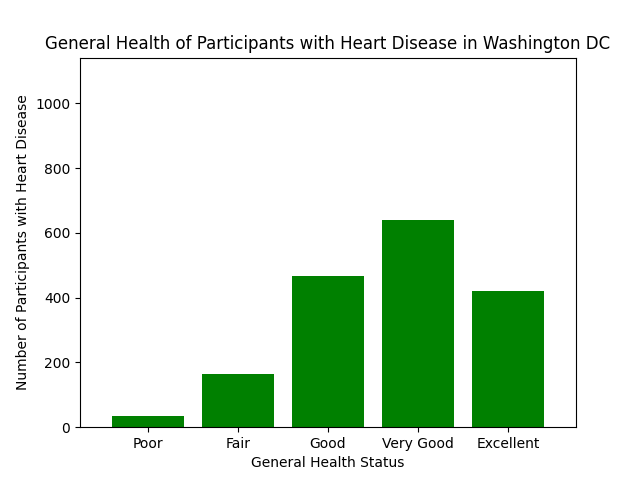 General Health of Participants with Heart Disease in Washington DC
Number of Participants with Heart Disease
1000
800
600
400
200
0
Poor Fair Good Very Good Excellent
General Health Status